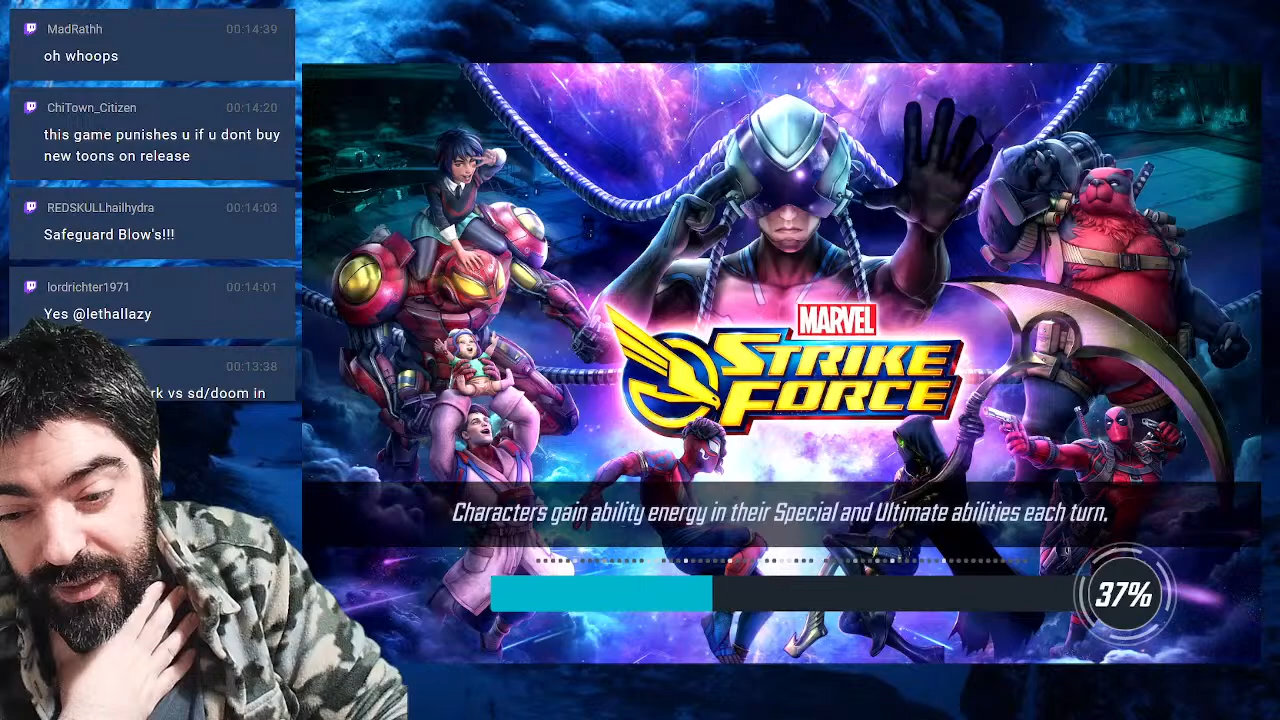 MadRathh 00:14:39
oh whoops
ChiTown_Citizen 00:14:20
this game punishes u if u dont buy
new toons on release
REDSKULLhailhydra 00:14:03
Safeguard Blow's!!!
lordrichter1971 00:14:01
Yes @lethallazy
00:13:38
vs sd/doom in
MARVEL
STRIKE
FORCE
Characters gain ability energy in their Special and Ultimate abilities each turn.
37%